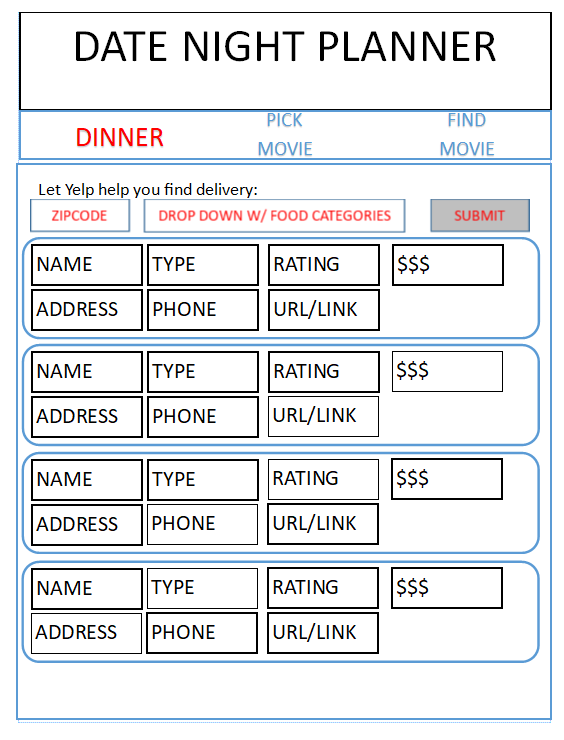 DATE NIGHT PLANNER
DINNER
PICK
MOVIE
FIND
MOVIE
Let Yelp help you find delivery:
ZIPCODE DROP DOWN W/ FOOD CATEGORIES SUBMIT
NAME TYPE RATING $$$
ADDRESS PHONE URL/LINK
NAME TYPE RATING $$$
ADDRESS PHONE URL/LINK
NAME TYPE RATING $$$
ADDRESS PHONE URL/LINK
NAME TYPE RATING $$$
ADDRESS PHONE URL/LINK